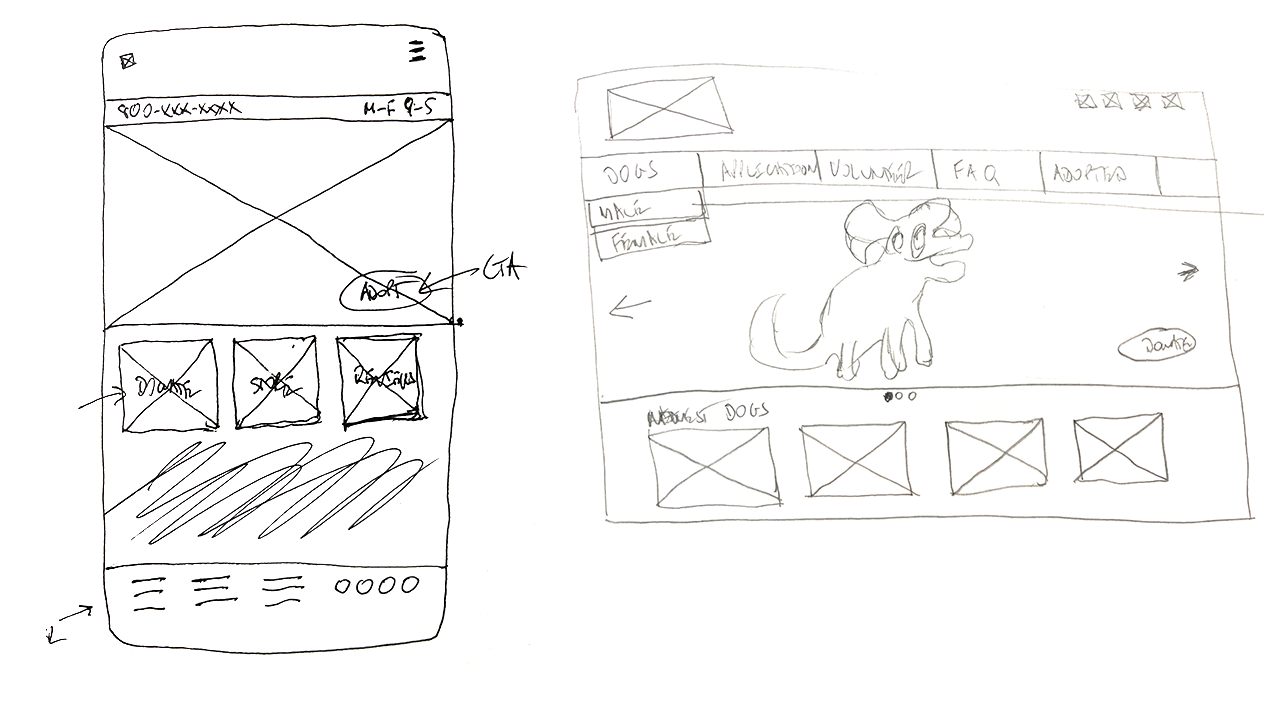 800-XXX-XXXX
M-F 9-5
ADOPT
CTA
DONATE
STORE
DOGS
APPLICATION
VOLUNTEER
FAQ
ADOPTED
MALE
FEMALE
DONATE
NEWEST DOGS